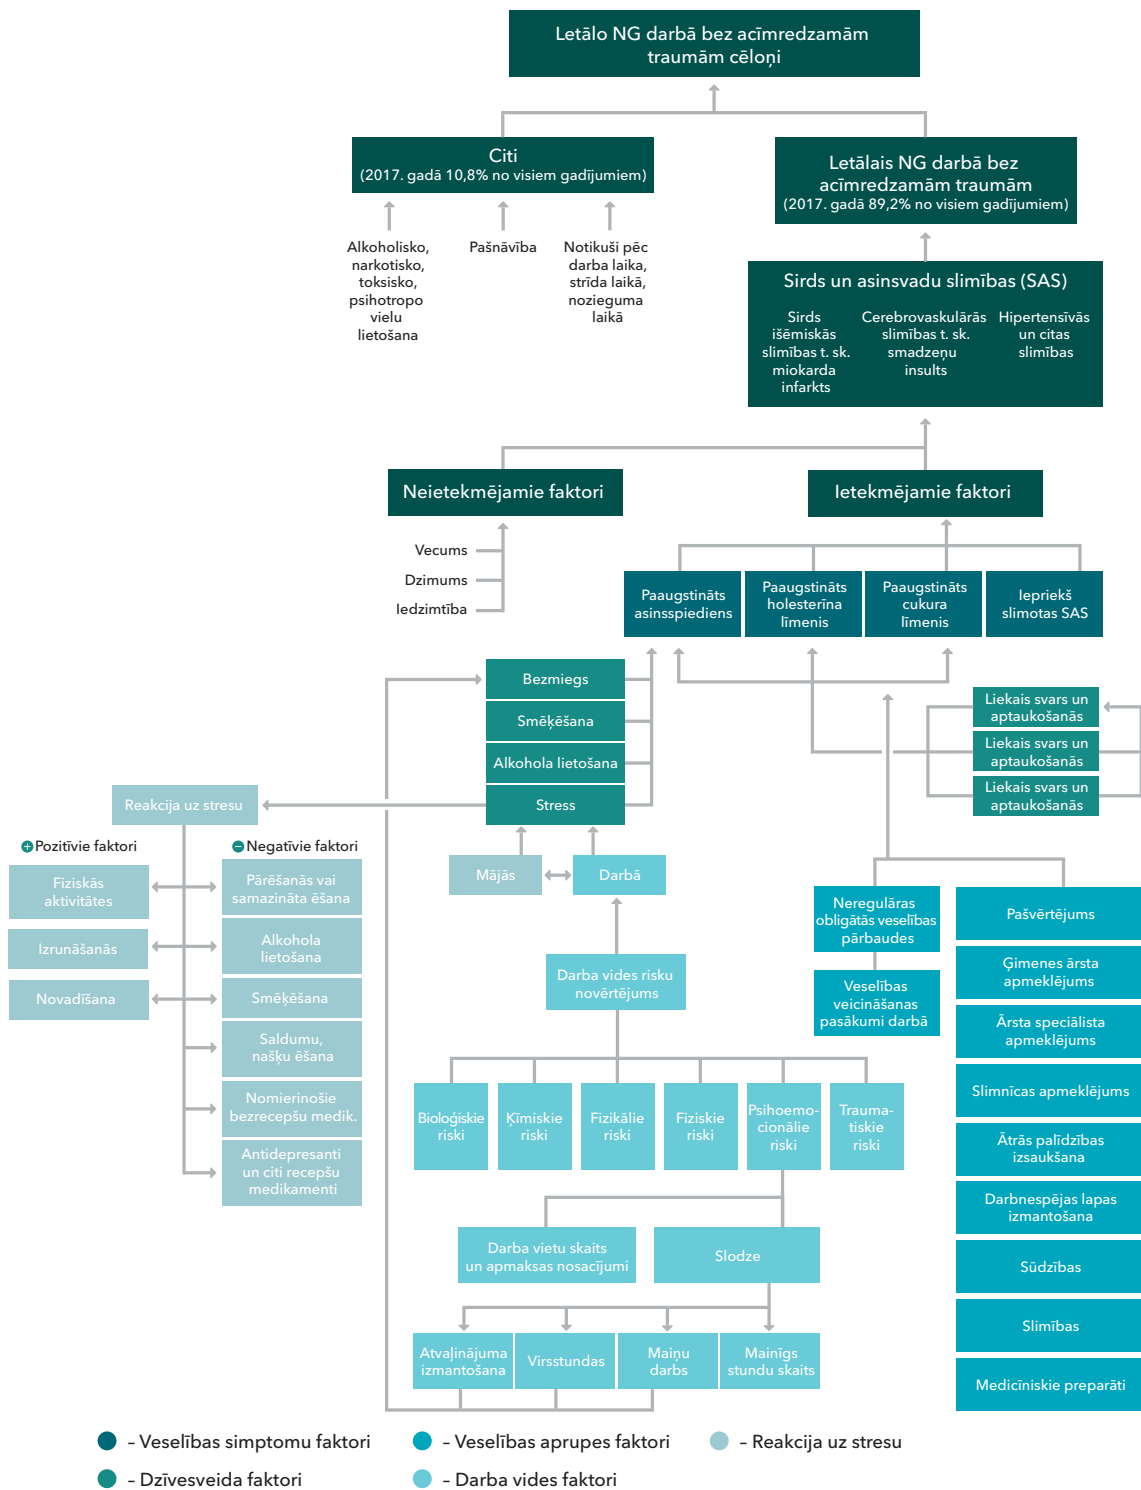 Letālo NG darbā bez acīmredzamām
traumām cēloņi
Citi
(2017. gadā 10,8% no visiem gadījumiem)
Letālais NG darbā bez
acīmredzamām traumām
(2017. gadā 89,2% no visiem gadījumiem)
Alkoholisko,
narkotisko,
toksisko,
psihotropo
vielu
lietošana
Pašnāvība
Notikuši pēc
darba laika,
strīda laikā,
nozieguma
laikā
Sirds un asinsvadu slimības (SAS)
Sirds
išēmiskās
slimības t. sk.
miokarda
infarkts
Cerebrovaskulārās
slimības t. sk.
smadzeņu
insults
Hipertensīvās
un citas
slimības
Neietekmējamie faktori
Ietekmējamie faktori
Vecums
Dzimums
Iedzimtība
Paaugstināts
asinsspiediens
Paaugstināts
holesterīna
līmenis
Paaugstināts
cukura
līmenis
Iepriekš
slimotas SAS
Bezmiegs
Smēķēšana
Alkohola lietošana
Stress
Liekais svars un
aptaukošanās
Liekais svars un
aptaukošanās
Liekais svars un
aptaukošanās
Reakcija uz stresu
+ Pozitīvie faktori
− Negatīvie faktori
Fiziskās
aktivitātes
Izrunāšanās
Novadīšana
Pārēšanās vai
samazināta ēšana
Alkohola
lietošana
Smēķēšana
Saldumu,
našķu ēšana
Nomierinošie
bezrecepšu medik.
Antidepresanti
un citi recepšu
medikamenti
Mājās
Darbā
Darba vides risku
novērtējums
Neregulāras
obligātās veselības
pārbaudes
Veselības
veicināšanas
pasākumi darbā
Pašvērtējums
Ģimenes ārsta
apmeklējums
Ārsta speciālista
apmeklējums
Slimnīcas apmeklējums
Ātrās palīdzības
izsaukšana
Darbnespējas lapas
izmantošana
Sūdzības
Slimības
Medicīniskie preparāti
Bioloģiskie
riski
Ķīmiskie
riski
Fizikālie
riski
Fiziskie
riski
Psihoemo-
cionālie
riski
Trauma-
tiskie
riski
Darba vietu skaits
un apmaksas nosacījumi
Slodze
Atvaļinājuma
izmantošana
Virsstundas
Maiņu
darbs
Mainīgs
stundu skaits
– Veselības simptomu faktori
– Veselības aprupes faktori
– Reakcija uz stresu
– Dzīvesveida faktori
– Darba vides faktori